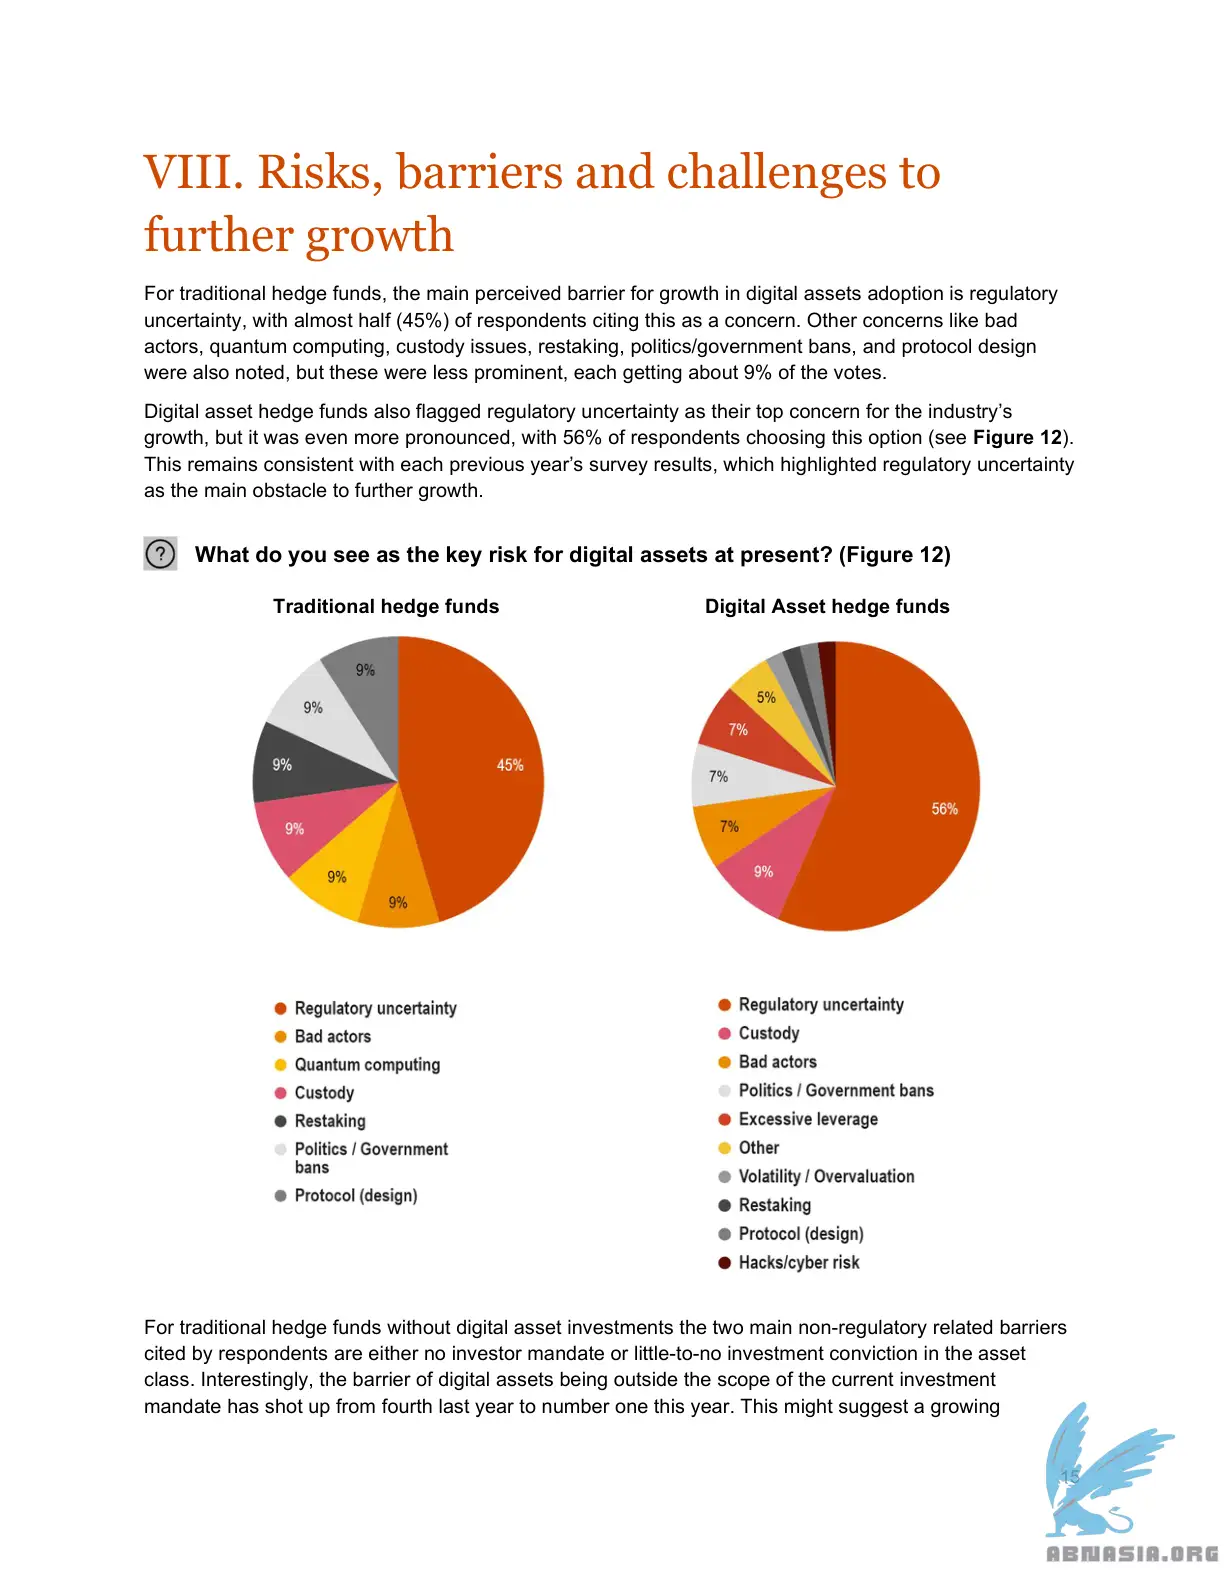 VIII. Risks, barriers and challenges to
further growth
For traditional hedge funds, the main perceived barrier for growth in digital assets adoption is regulatory
uncertainty, with almost half (45%) of respondents citing this as a concern. Other concerns like bad
actors, quantum computing, custody issues, restaking, politics/government bans, and protocol design
were also noted, but these were less prominent, each getting about 9% of the votes.
Digital asset hedge funds also flagged regulatory uncertainty as their top concern for the industry’s
growth, but it was even more pronounced, with 56% of respondents choosing this option (see Figure 12).
This remains consistent with each previous year’s survey results, which highlighted regulatory uncertainty
as the main obstacle to further growth.
? What do you see as the key risk for digital assets at present? (Figure 12)
Traditional hedge funds
9%
9%
9%
45%
9%
9%
9%
Regulatory uncertainty
Bad actors
Quantum computing
Custody
Restaking
Politics / Government
bans
Protocol (design)
Digital Asset hedge funds
5%
7%
7%
56%
7%
9%
Regulatory uncertainty
Custody
Bad actors
Politics / Government bans
Excessive leverage
Other
Volatility / Overvaluation
Restaking
Protocol (design)
Hacks/cyber risk
For traditional hedge funds without digital asset investments the two main non-regulatory related barriers
cited by respondents are either no investor mandate or little-to-no investment conviction in the asset
class. Interestingly, the barrier of digital assets being outside the scope of the current investment
mandate has shot up from fourth last year to number one this year. This might suggest a growing
15
ABNASIA.ORG